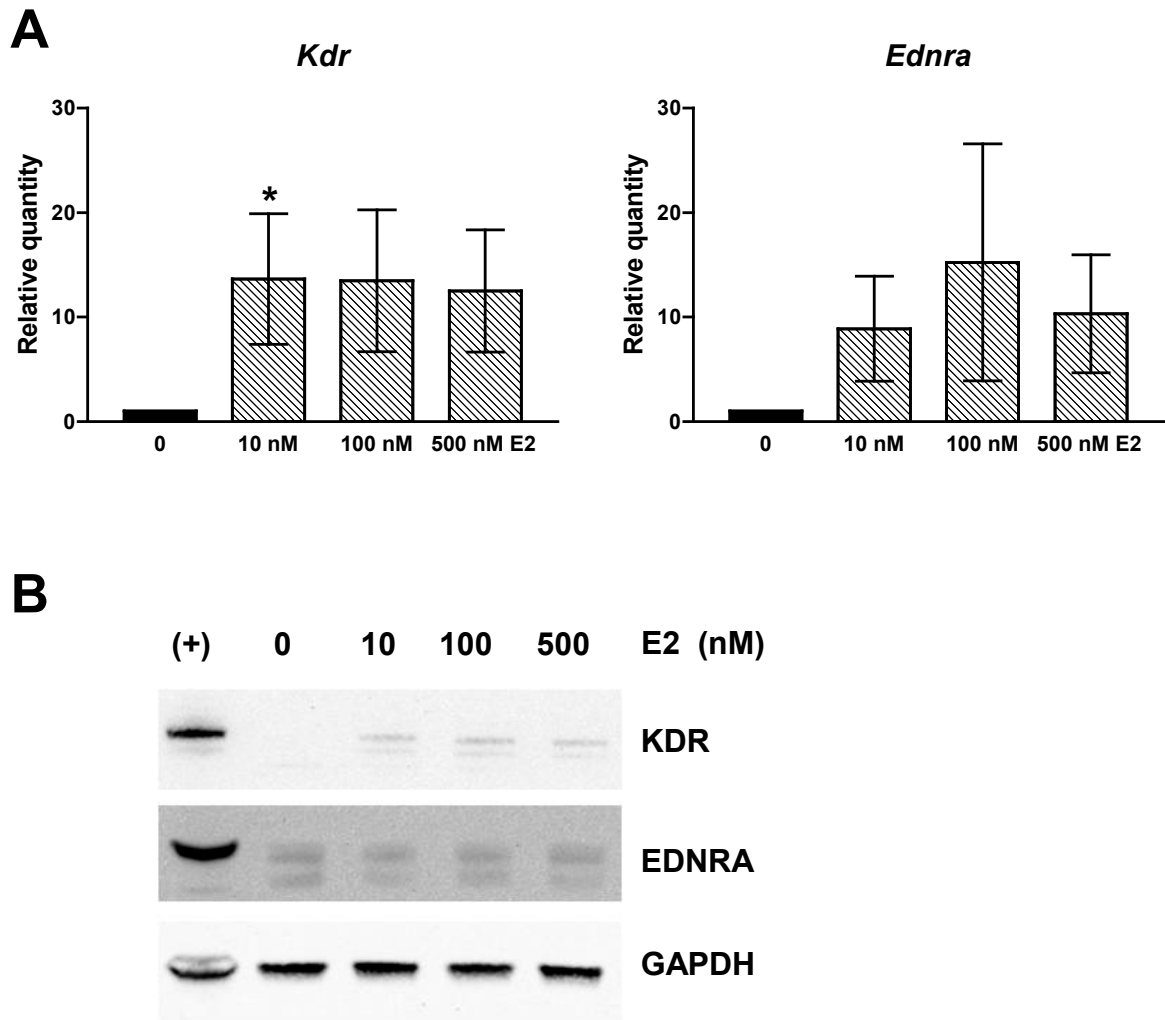 A
Kdr
Ednra
Relative quantity
30
20
10
0
*
0 10 nM 100 nM 500 nM E2
Relative quantity
30
20
10
0
0 10 nM 100 nM 500 nM E2
B
(+) 0 10 100 500 E2 (nM)
KDR
EDNRA
GAPDH